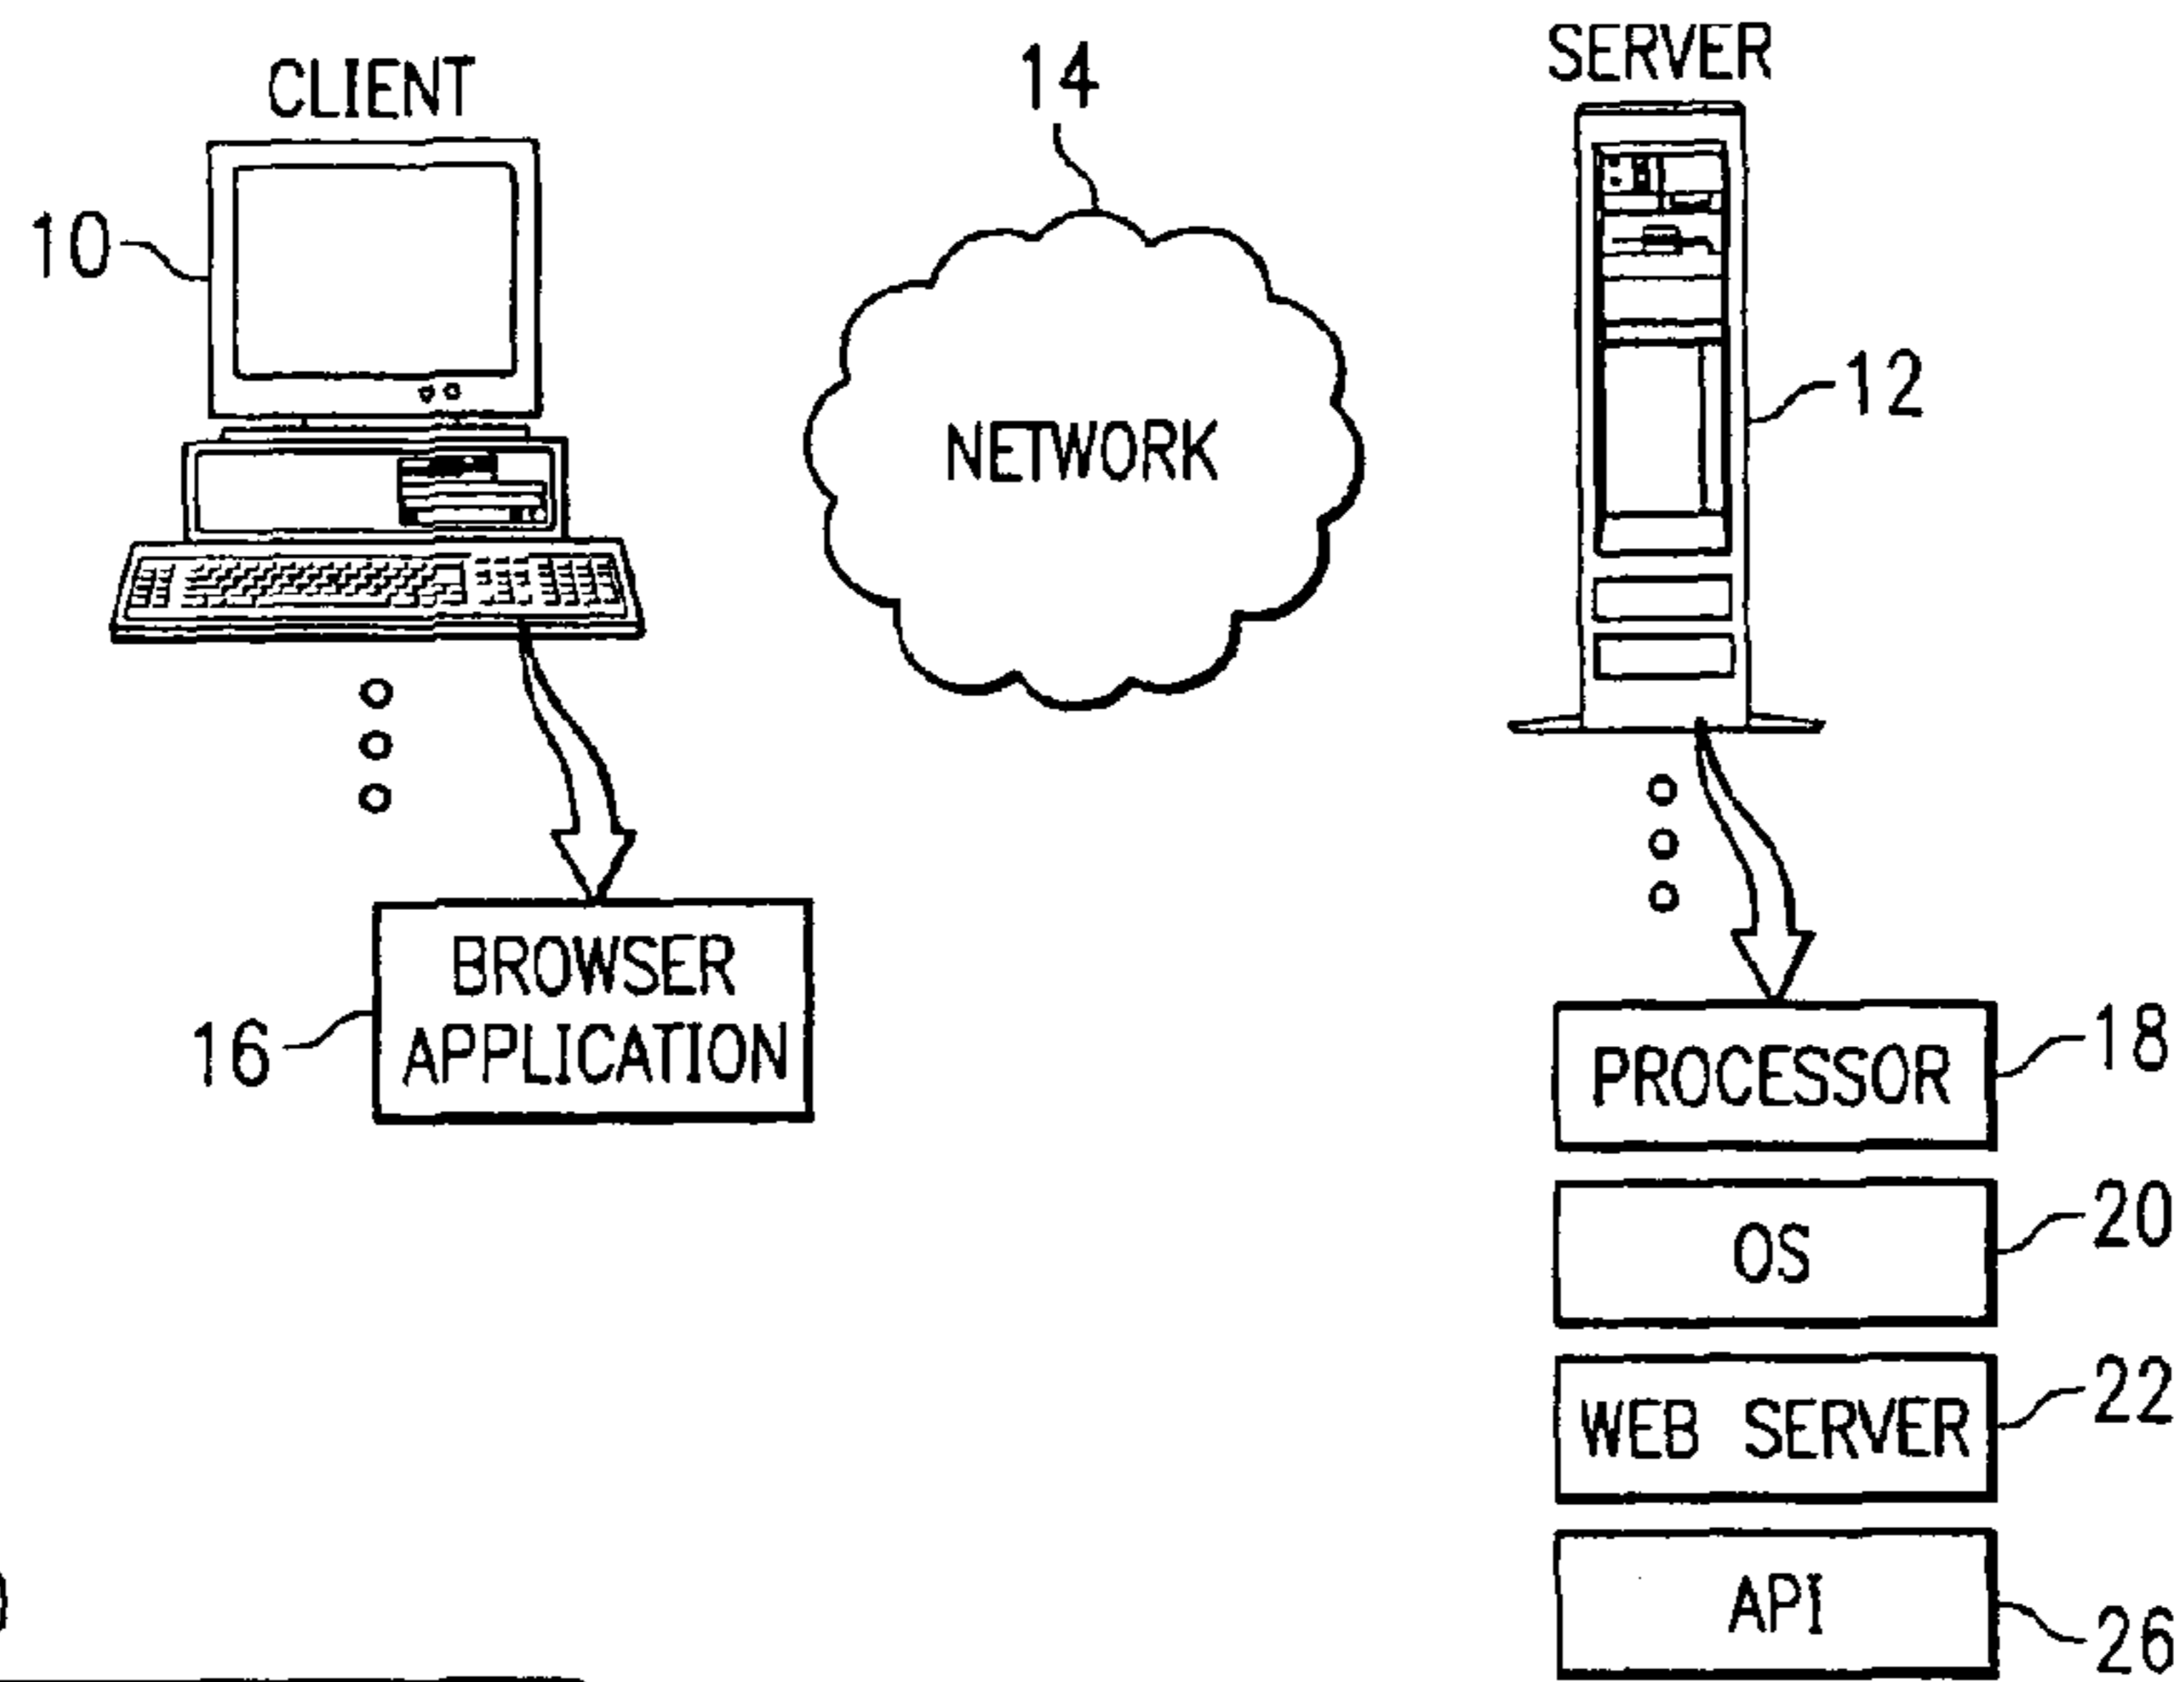 CLIENT
14
SERVER
10
12
NETWORK
BROWSER
APPLICATION
16
PROCESSOR
18
OS
20
WEB SERVER
22
API
26